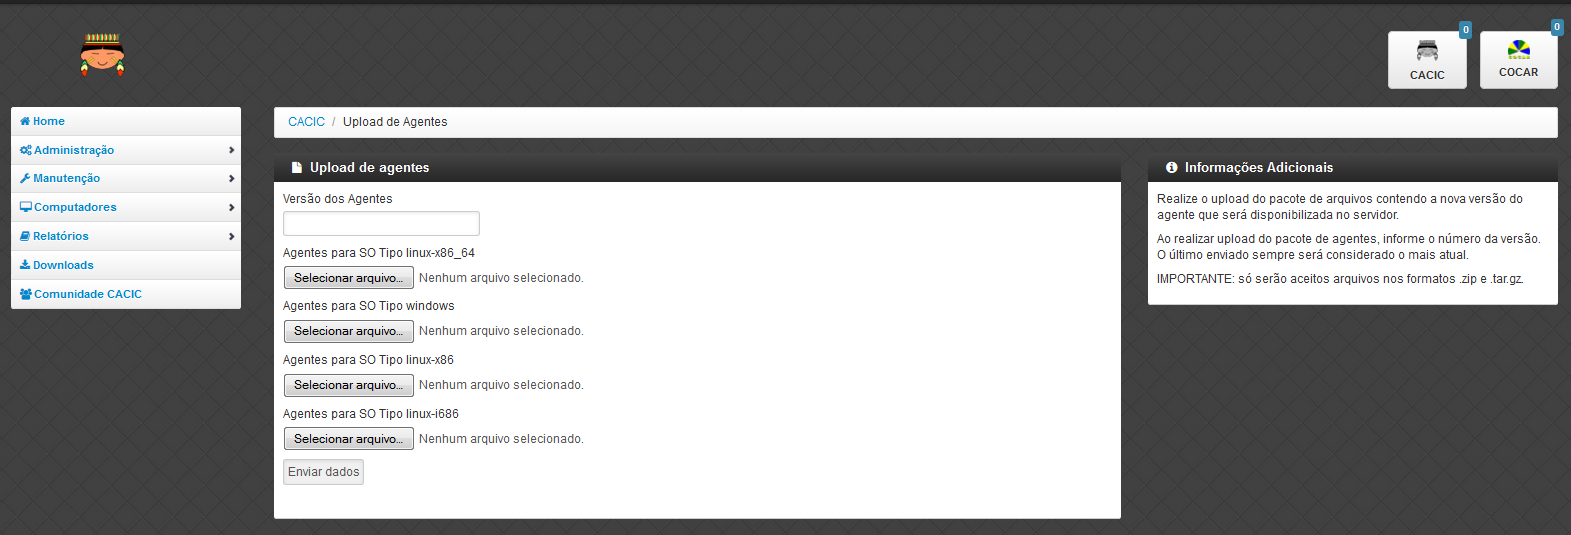 0
CACIC
0
COCAR
Home
Administração
Manutenção
Computadores
Relatórios
Downloads
Comunidade CACIC
CACIC / Upload de Agentes
Upload de agentes
Versão dos Agentes
Agentes para SO Tipo linux-x86_64
Selecionar arquivo... Nenhum arquivo selecionado.
Agentes para SO Tipo windows
Selecionar arquivo... Nenhum arquivo selecionado.
Agentes para SO Tipo linux-x86
Selecionar arquivo... Nenhum arquivo selecionado.
Agentes para SO Tipo linux-i686
Selecionar arquivo... Nenhum arquivo selecionado.
Enviar dados
Informações Adicionais
Realize o upload do pacote de arquivos contendo a nova versão do
agente que será disponibilizada no servidor.
Ao realizar upload do pacote de agentes, informe o número da versão.
O último enviado sempre será considerado o mais atual.
IMPORTANTE: só serão aceitos arquivos nos formatos .zip e .tar.gz.